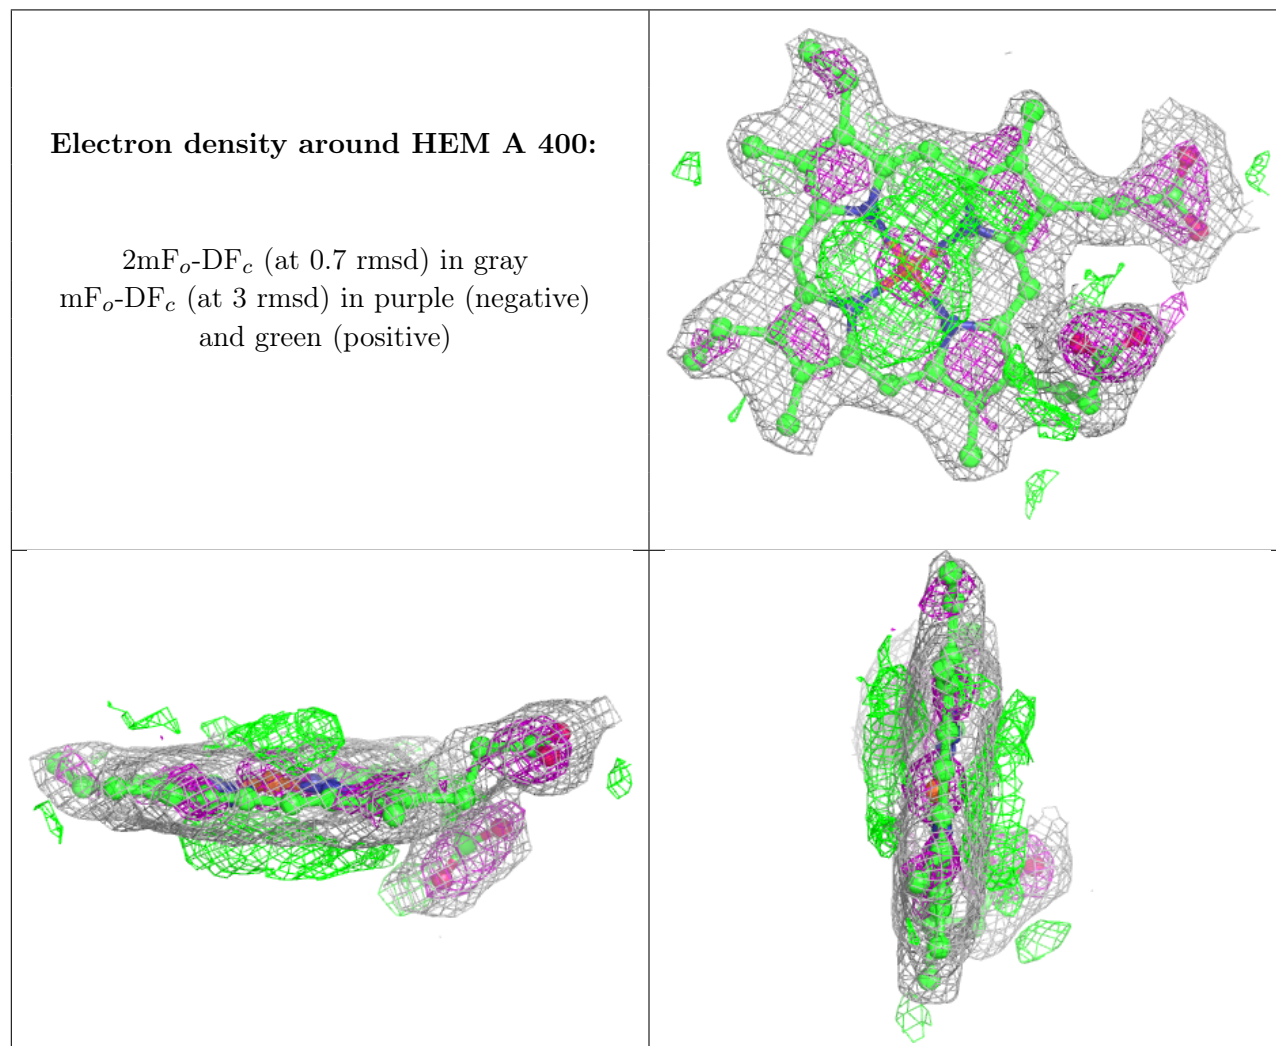 Electron density around HEM A 400:
2mFₒ-DF𝒸 (at 0.7 rmsd) in gray
mFₒ-DF𝒸 (at 3 rmsd) in purple (negative)
and green (positive)